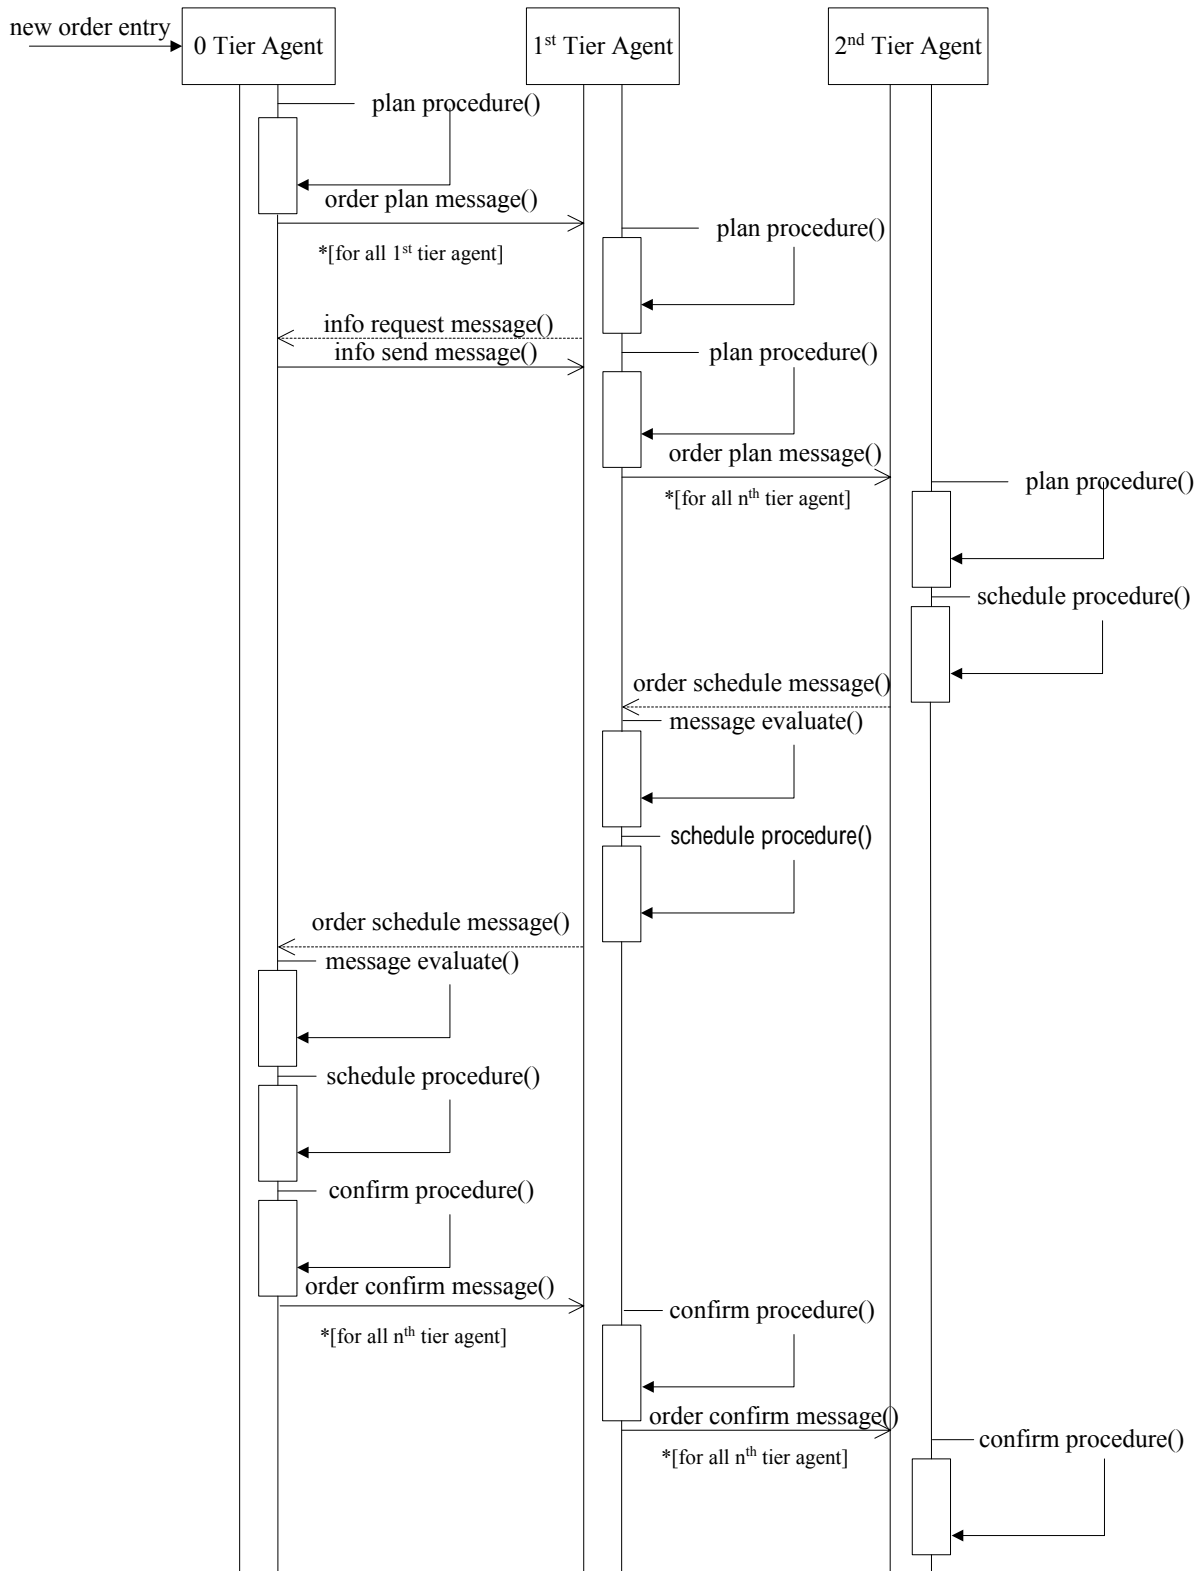 new order entry
0 Tier Agent
1st Tier Agent
2nd Tier Agent
plan procedure()
order plan message()
*[for all 1st tier agent]
plan procedure()
info request message()
info send message()
plan procedure()
order plan message()
*[for all nth tier agent]
plan procedure()
schedule procedure()
order schedule message()
message evaluate()
schedule procedure()
order schedule message()
message evaluate()
schedule procedure()
confirm procedure()
order confirm message()
*[for all nth tier agent]
confirm procedure()
order confirm message()
*[for all nth tier agent]
confirm procedure()